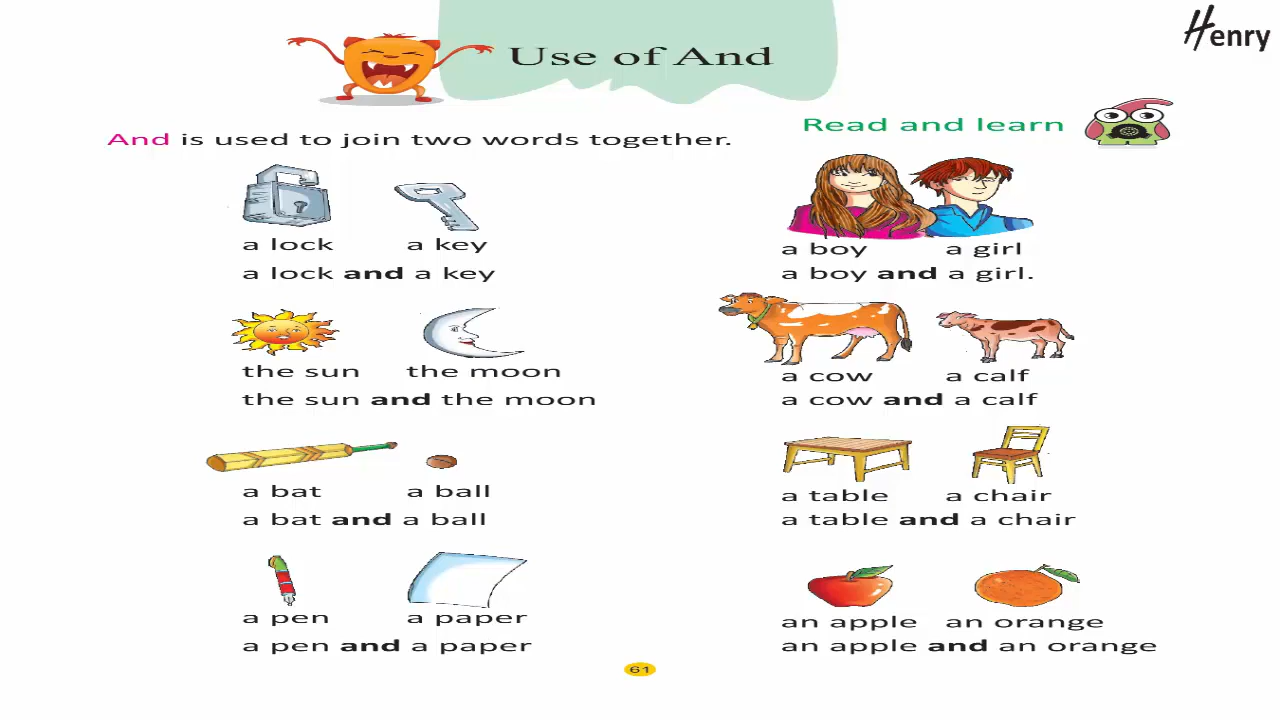 Henry
Use of And
And is used to join two words together.
Read and learn
a lock a key
a lock and a key
the sun the moon
the sun and the moon
a bat a ball
a bat and a ball
a pen a paper
a pen and a paper
a boy a girl
a boy and a girl.
a cow a calf
a cow and a calf
a table a chair
a table and a chair
an apple an orange
an apple and an orange
61